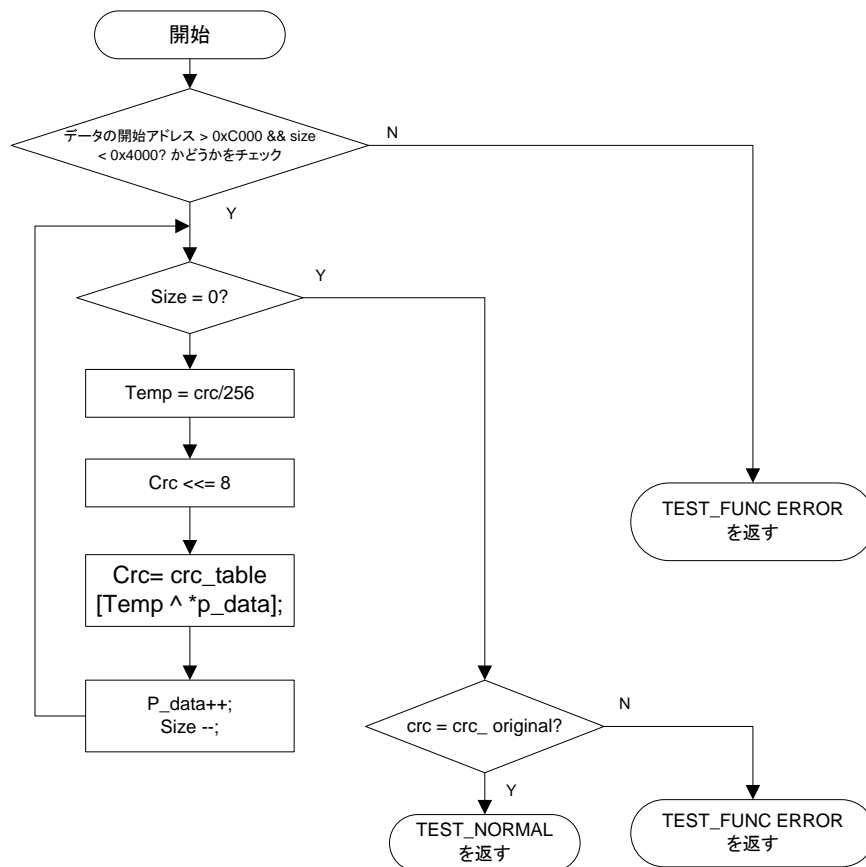 開始
データの開始アドレス > 0xC000 && size
< 0x4000? かどうかをチェック
N
Y
Size = 0?
Y
Temp = crc/256
Crc <<= 8
Crc= crc_table
[Temp ^ *p_data];
P_data++;
Size --;
TEST_FUNC ERROR
を返す
crc = crc_ original?
N
Y
TEST_NORMAL
を返す
TEST_FUNC ERROR
を返す